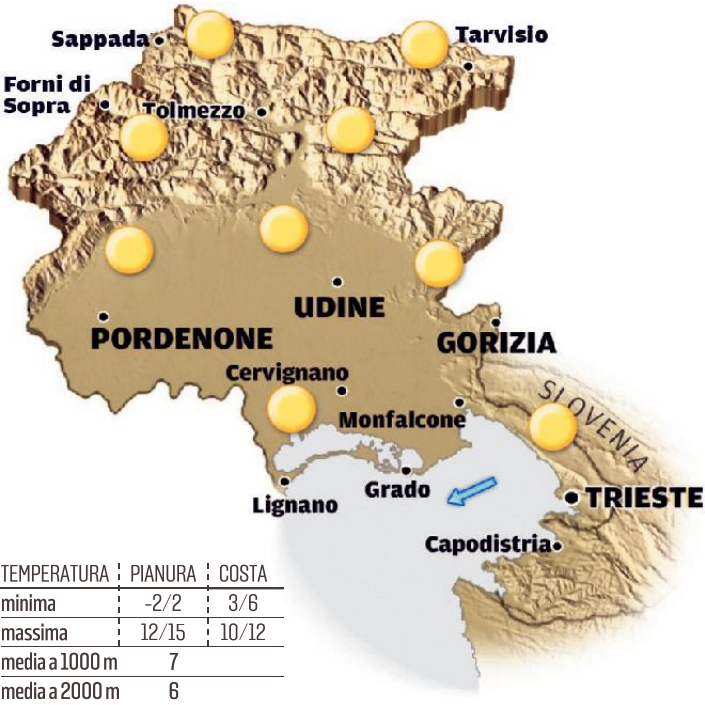 Sappada
Tarvisio
Forni di
Sopra
Tolmezzo
UDINE
PORDENONE
GORIZIA
Cervignano
SLOVENIA
Monfalcone
Grado
Lignano
TRIESTE
Capodistria
TEMPERATURA PIANURA COSTA
minima -2/2 3/6
massima 12/15 10/12
media a 1000 m 7
media a 2000 m 6